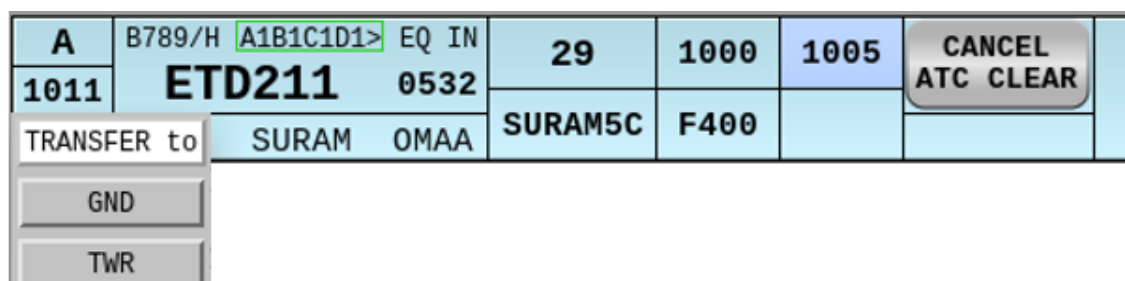 A B789/H A1B1C1D1> EQ IN 29 1000 1005 CANCEL ATC CLEAR
1011 ETD211 0532
TRANSFER to SURAM OMAA SURAM5C F400
GND
TWR